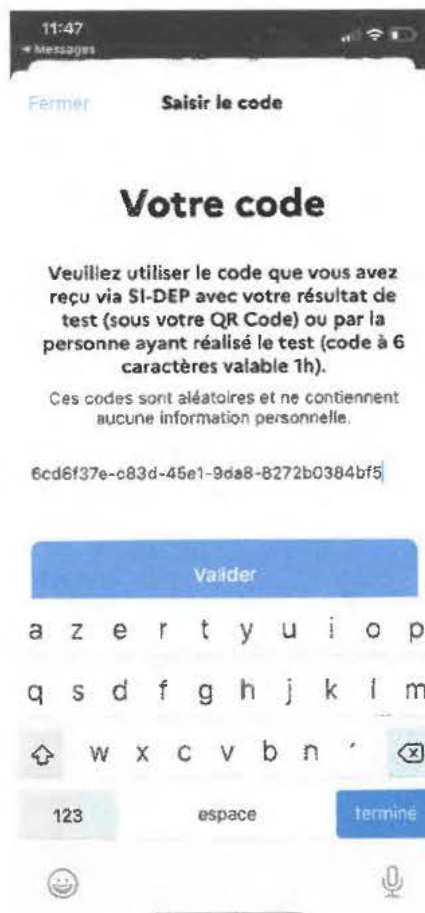 11:47
◄ Messages
Fermer
Saisir le code
Votre code
Veuillez utiliser le code que vous avez
reçu via SI-DEP avec votre résultat de
test (sous votre QR Code) ou par la
personne ayant réalisé le test (code à 6
caractères valable 1h).
Ces codes sont aléatoires et ne contiennent
aucune information personnelle.
6cd6f37e-c83d-45e1-9da8-8272b0384bf5
Valider
a z e r t y u i o p
q s d f g h j k l m
w x c v b n ´
123 espace terminé